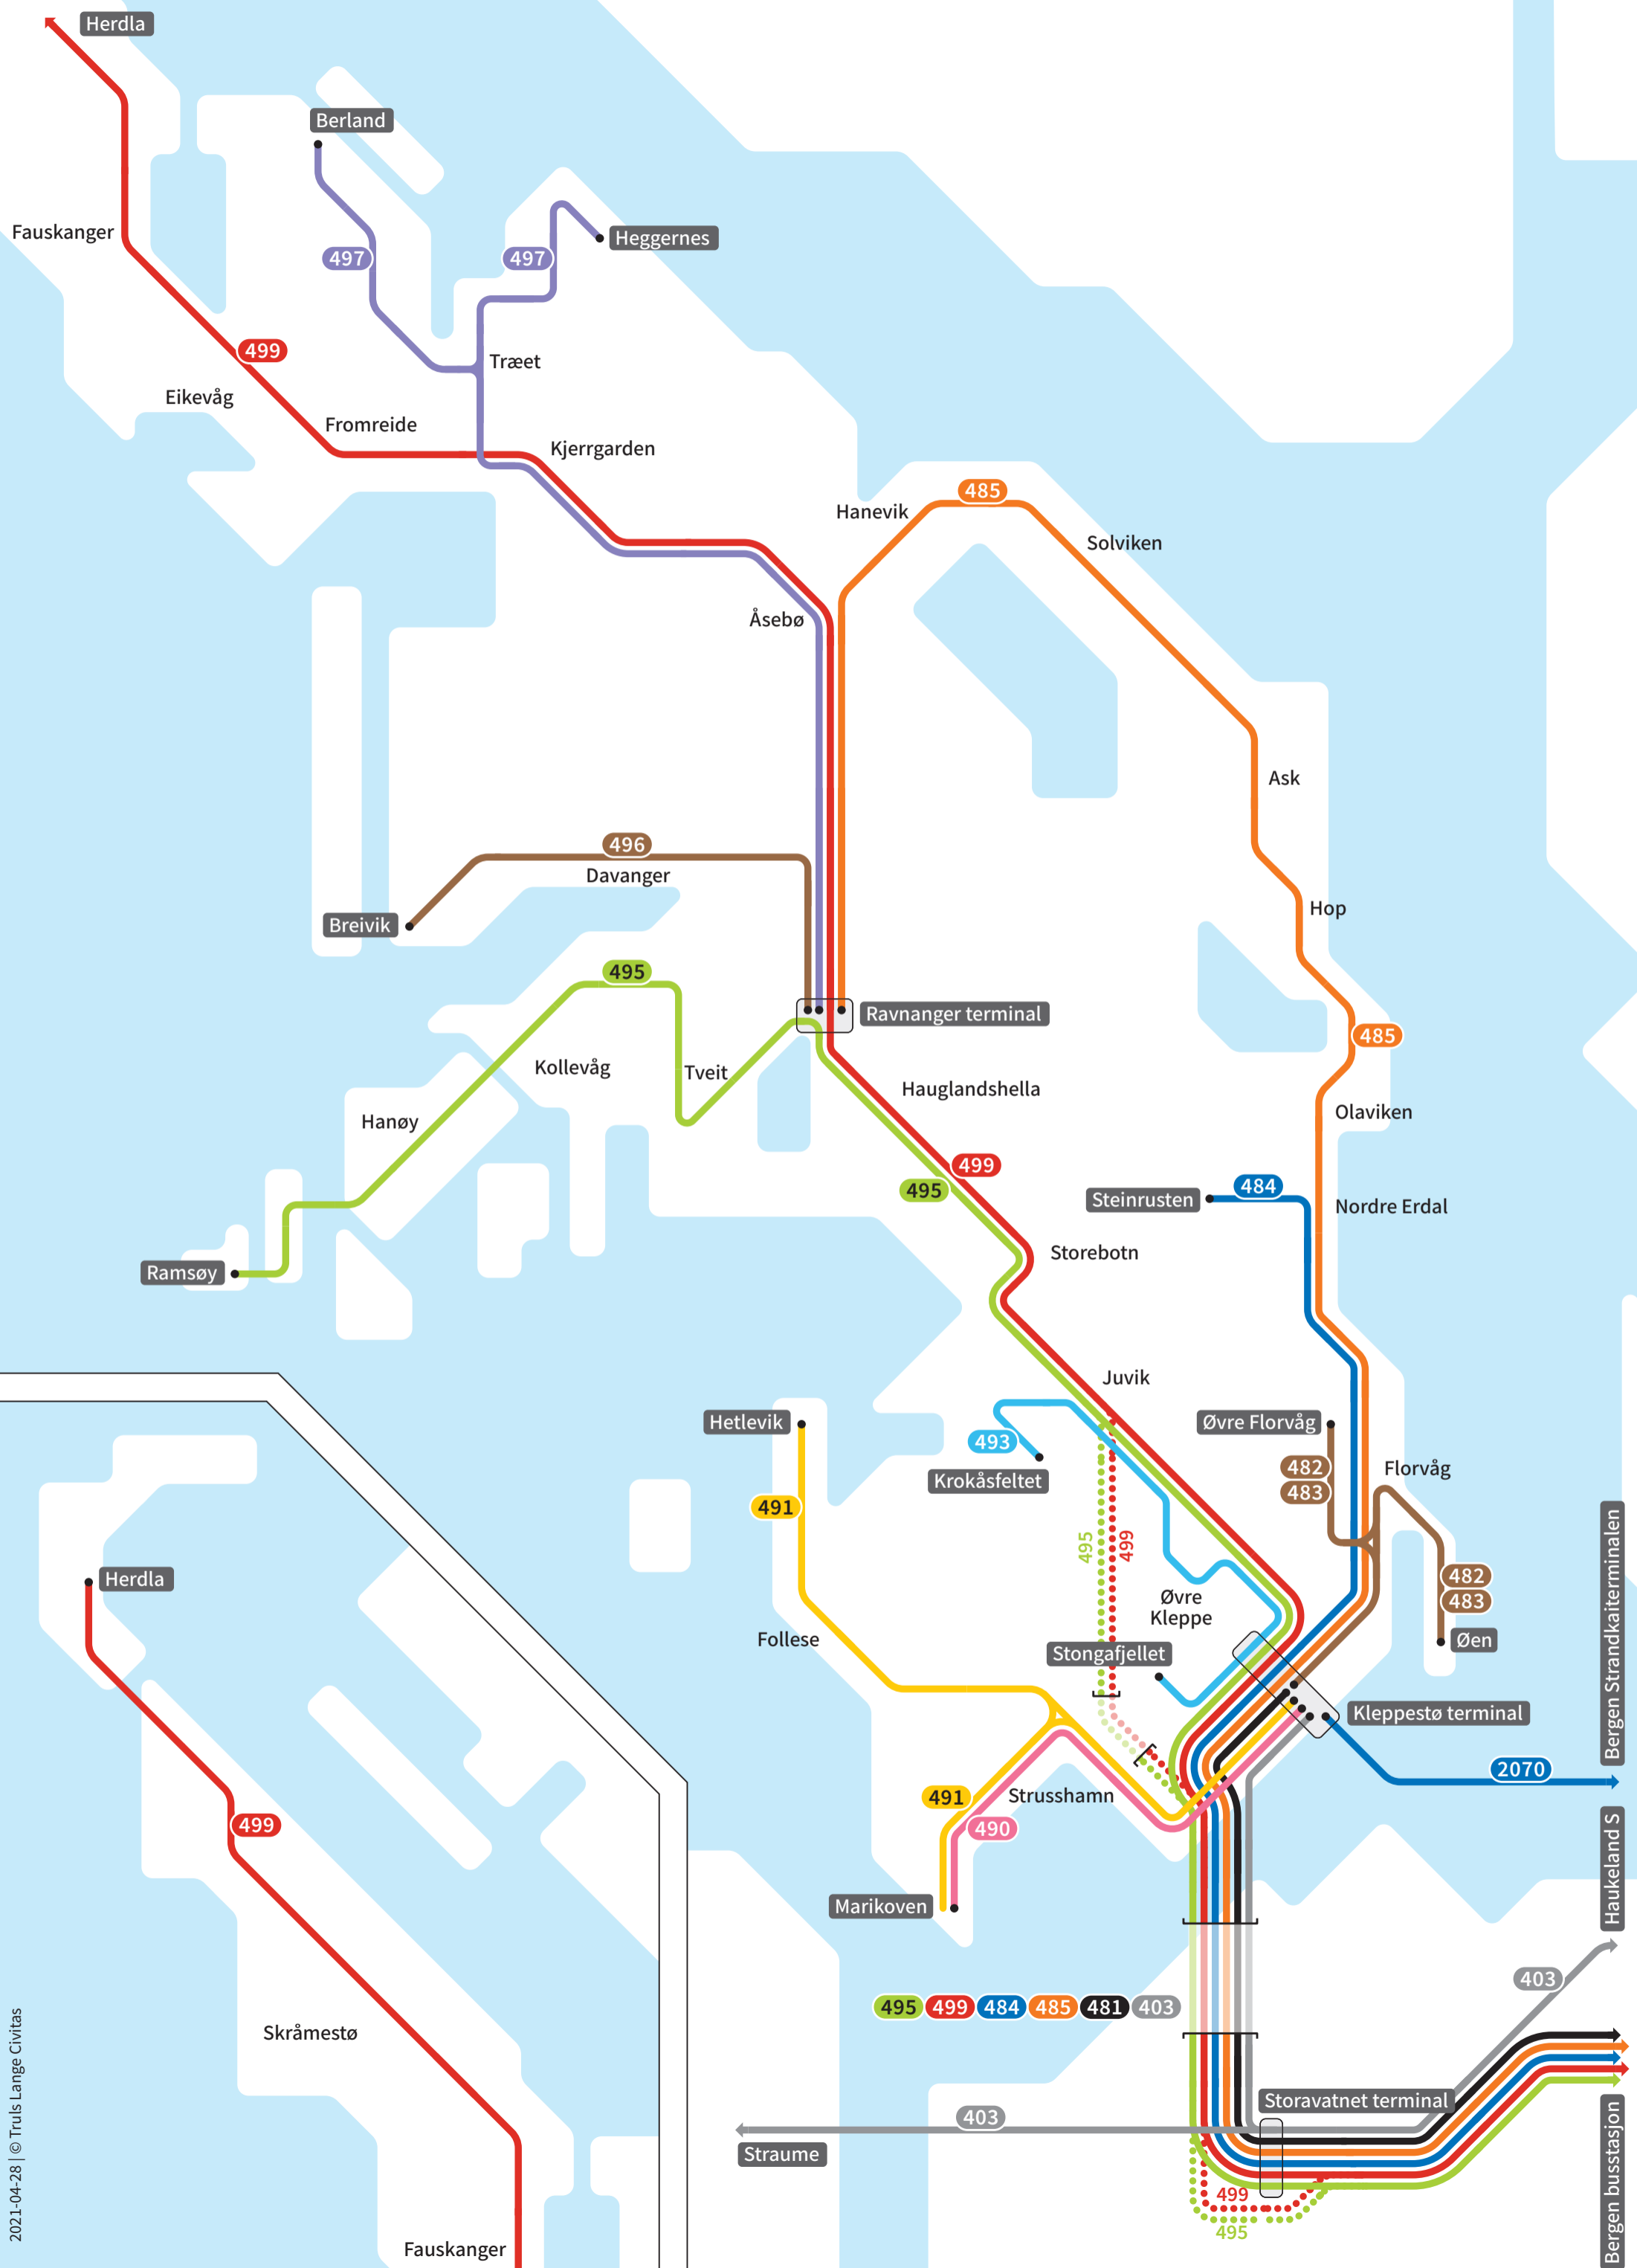 Herdla
Berland
Fauskanger
497
497
Heggernes
499
Træet
Eikevåg
Fromreide
Kjerrgarden
485
Hanevik
Solviken
Åsebø
Ask
496
Davanger
Hop
Breivik
495
Ravnanger terminal
485
Kollevåg
Tveit
Hauglandshella
Hanøy
Olaviken
499
495
484
Steinrusten
Nordre Erdal
Storebotn
Ramsøy
Juvik
Hetlevik
Øvre Florvåg
493
Krokåsfeltet
482
483
Florvåg
491
495
499
Herdla
482
483
Øvre
Kleppe
Follese
Stongafjellet
Øen
Kleppestø terminal
Bergen Strandkaiterminalen
2070
491
Strusshamn
490
499
Marikoven
Haukeland S
403
495 499 484 485 481 403
Skråmestø
Storavatnet terminal
403
Straume
499
495
Fauskanger
Bergen busstasjon
2021-04-28 | © Truls Lange Civitas